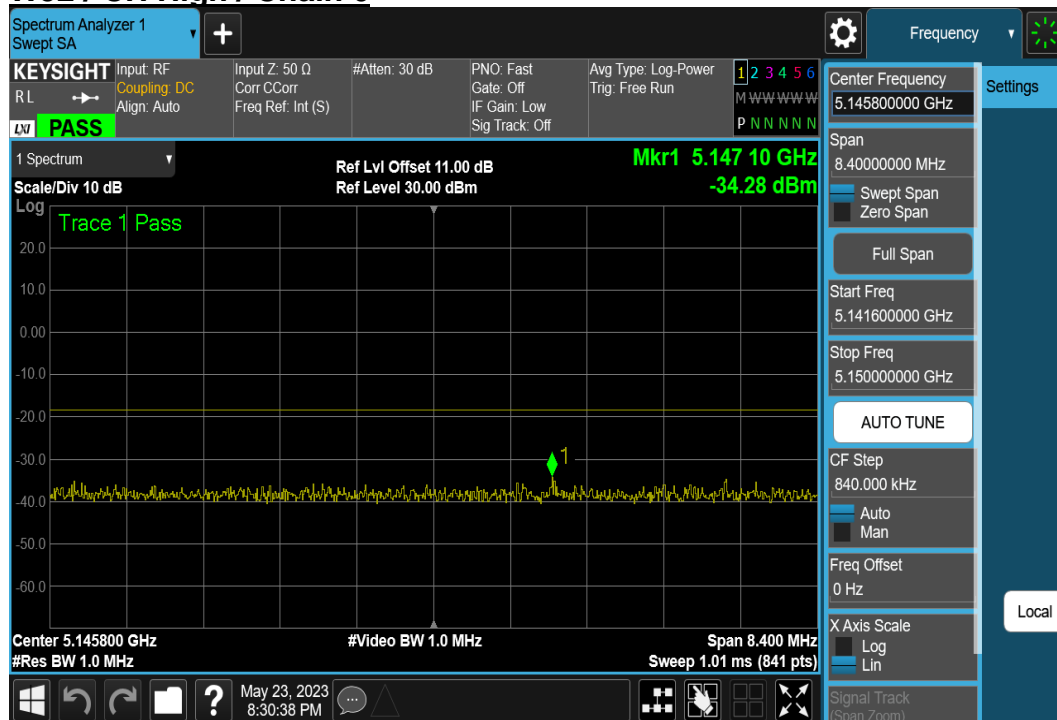 Spectrum Analyzer 1
Swept SA
Frequency
KEYSIGHT
RL
LXI
PASS
Input: RF
Coupling: DC
Align: Auto
Input Z: 50 Ω
Corr CCorr
Freq Ref: Int (S)
#Atten: 30 dB
PNO: Fast
Gate: Off
IF Gain: Low
Sig Track: Off
Avg Type: Log-Power
Trig: Free Run
1 2 3 4 5 6
M W W W W W
P N N N N N
1 Spectrum
Scale/Div 10 dB
Ref Lvl Offset 11.00 dB
Ref Level 30.00 dBm
Mkr1 5.147 10 GHz
-34.28 dBm
Log
Trace 1 Pass
20.0
10.0
0.00
-10.0
-20.0
-30.0
1
-40.0
-50.0
-60.0
Center 5.145800 GHz
#Res BW 1.0 MHz
#Video BW 1.0 MHz
Span 8.400 MHz
Sweep 1.01 ms (841 pts)
May 23, 2023
8:30:38 PM
?
Center Frequency
5.145800000 GHz
Settings
Span
8.40000000 MHz
Swept Span
Zero Span
Full Span
Start Freq
5.141600000 GHz
Stop Freq
5.150000000 GHz
AUTO TUNE
CF Step
840.000 kHz
Auto
Man
Freq Offset
0 Hz
Local
X Axis Scale
Log
Lin
Signal Track
(Span Zoom)